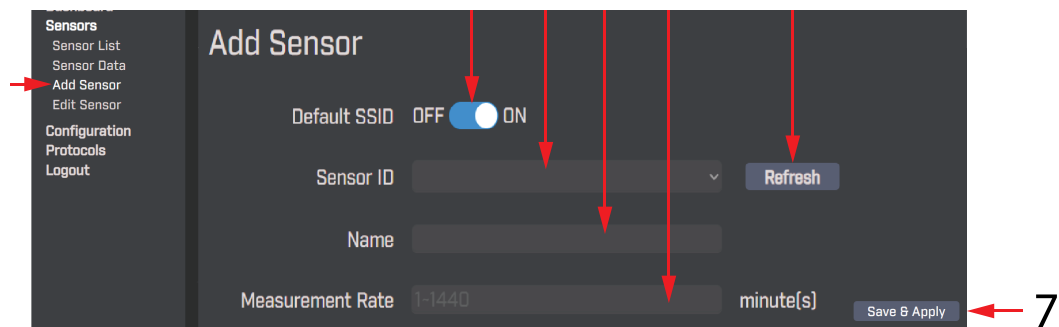 Sensors
Sensor List
Sensor Data
Add Sensor
Edit Sensor
Configuration
Protocols
Logout
Add Sensor
Default SSID OFF ON
Sensor ID Refresh
Name
Measurement Rate 1-1440 minute(s)
Save & Apply 7